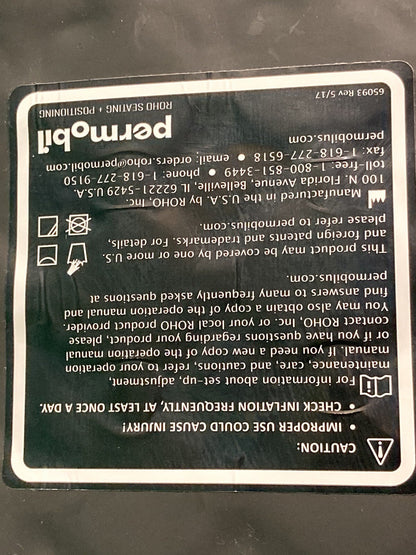 CAUTION:
• IMPROPER USE COULD CAUSE INJURY!
• CHECK INFLATION FREQUENTLY, AT LEAST ONCE A DAY.
For information about set-up, adjustment,
maintenance, care, and cautions, refer to your operation
manual. If you need a new copy of the operation manual
or if you have questions regarding your product, please
contact ROHO, Inc. or your local ROHO product provider.
You may also obtain a copy of the operation manual and
find answers to many frequently asked questions at
permobilus.com.
This product may be covered by one or more U.S.
and foreign patents and trademarks. For details,
please refer to permobilus.com.
Manufactured in the U.S.A. by ROHO, Inc.
100 N. Florida Avenue, Belleville, IL 62221-5429 U.S.A.
toll-free: 1-800-851-3449 • phone: 1-618-277-9150
fax: 1-618-277-6518 • email: orders.roho@permobil.com
permobilus.com
permobil
ROHO SEATING + POSITIONING
65093 Rev 5/17